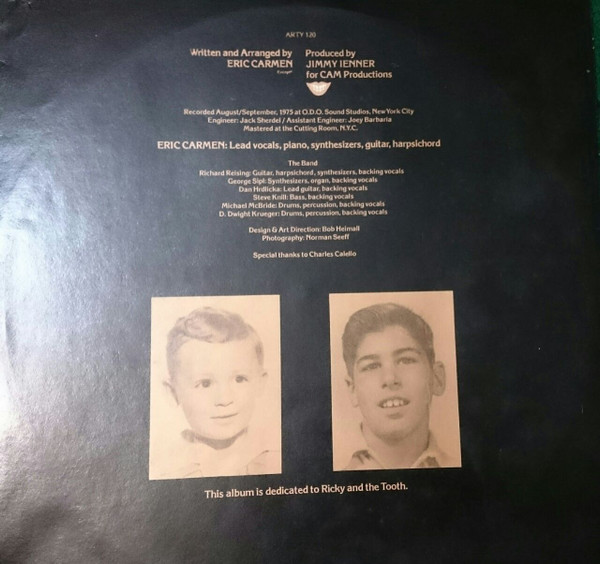 ARTY 120
Written and Arranged by
ERIC CARMEN
Produced by
JIMMY IENNER
for CAM Productions
Recorded August/September, 1975 at O.D.O. Sound Studios, New York City
Engineer: Jack Sherdel / Assistant Engineer: Joey Barbaria
Mastered at the Cutting Room, N.Y.C.
ERIC CARMEN: Lead vocals, piano, synthesizers, guitar, harpsichord
The Band
Richard Reising: Guitar, harpsichord, synthesizers, backing vocals
George Sipl: Synthesizers, organ, backing vocals
Dan Hrdlicka: Lead guitar, backing vocals
Steve Knill: Bass, backing vocals
Michael McBride: Drums, percussion, backing vocals
D. Dwight Krueger: Drums, percussion, backing vocals
Design & Art Direction: Bob Heimall
Photography: Norman Seeff
Special thanks to Charles Calello
This album is dedicated to Ricky and the Tooth.